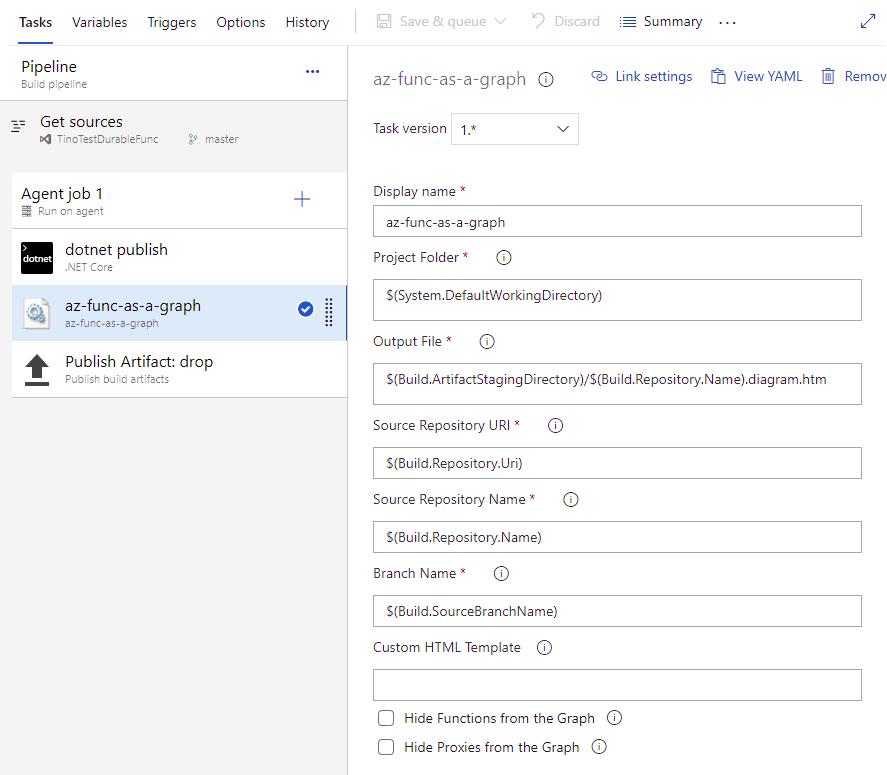 Tasks Variables Triggers Options History Save & queue Discard Summary ...
Pipeline
Build pipeline
Get sources
TinoTestDurableFunc master
Agent job 1
Run on agent
dotnet
dotnet publish
.NET Core
az-func-as-a-graph
az-func-as-a-graph
Publish Artifact: drop
Publish build artifacts
az-func-as-a-graph Link settings View YAML Remov
Task version 1.*
Display name *
az-func-as-a-graph
Project Folder *
$(System.DefaultWorkingDirectory)
Output File *
$(Build.ArtifactStagingDirectory)/$(Build.Repository.Name).diagram.htm
Source Repository URI *
$(Build.Repository.Uri)
Source Repository Name *
$(Build.Repository.Name)
Branch Name *
$(Build.SourceBranchName)
Custom HTML Template
Hide Functions from the Graph
Hide Proxies from the Graph